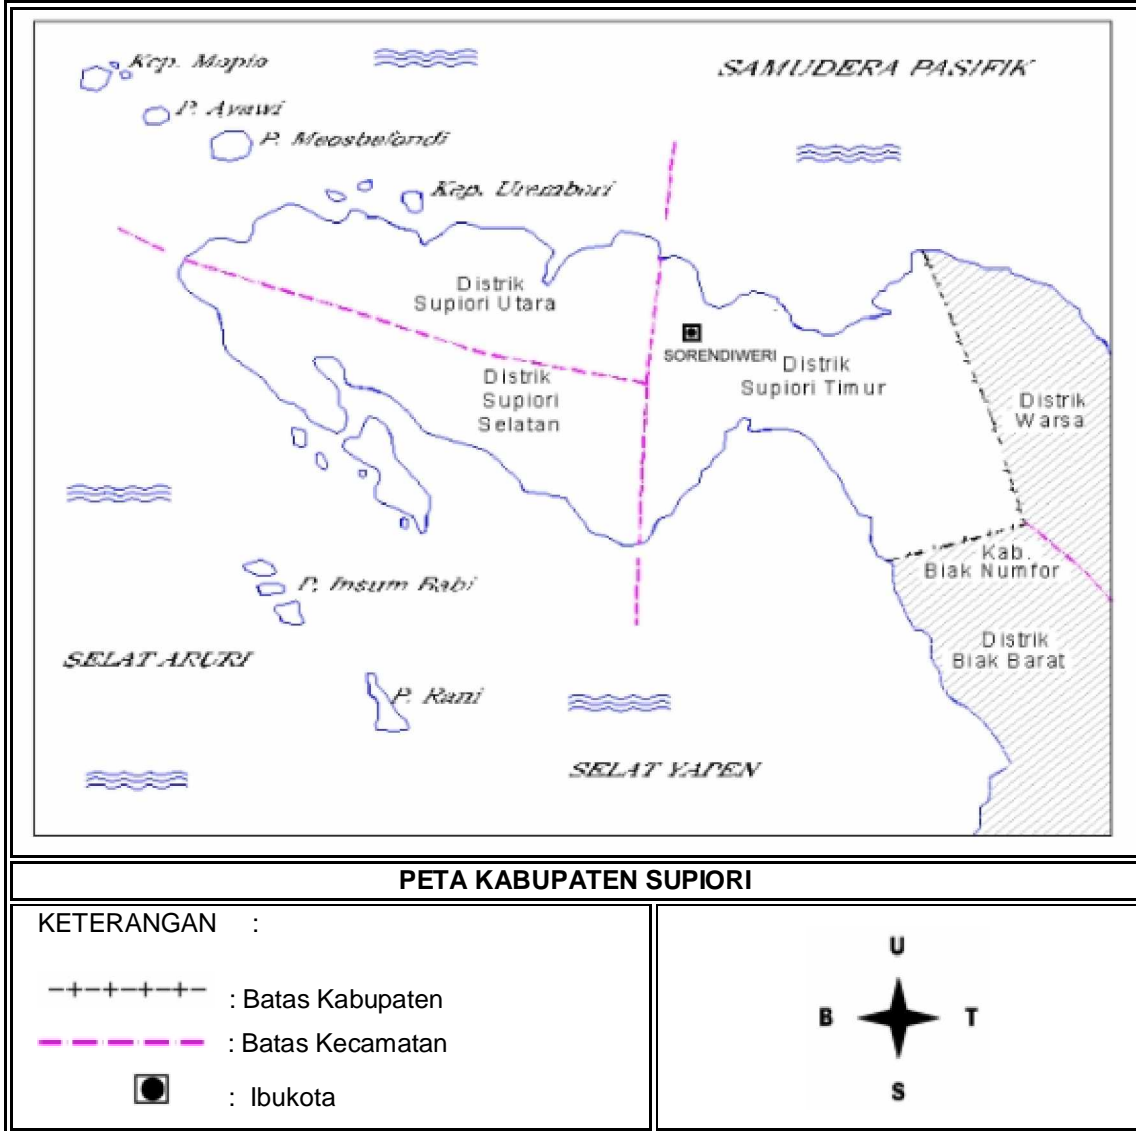 Kep. Mapia
SAMUDERA PASIFIK
P. Ayawi
P. Meosbefondi
Kep. Urembori
Distrik
Supiori Utara
SORENDIWERI
Distrik
Supiori Timur
Distrik
Supiori
Selatan
Distrik
Warsa
Kab.
Biak Numfor
P. Insum Babi
Distrik
Biak Barat
SELAT ARURI
P. Rani
SELAT YAPEN
PETA KABUPATEN SUPIORI
KETERANGAN :
: Batas Kabupaten
: Batas Kecamatan
: Ibukota
U
B T
S